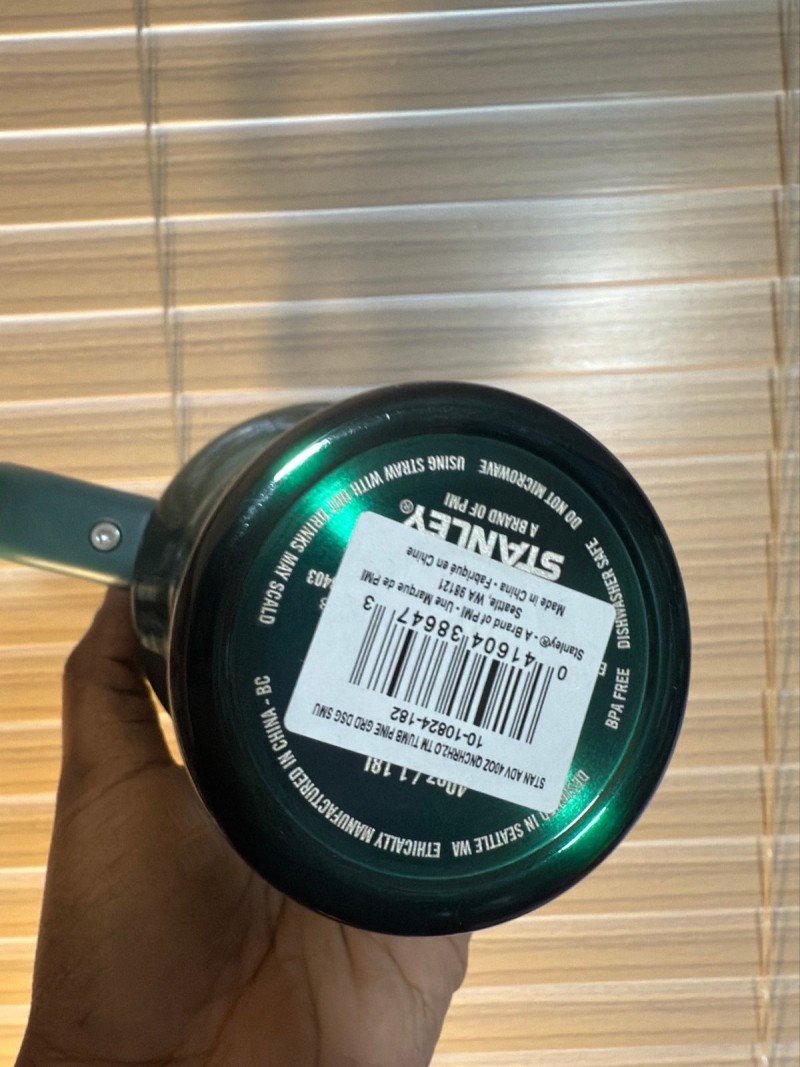 STANLEY®
A BRAND OF PMI
USING STRAW WITH HOT DRINKS MAY SCALD
DO NOT MICROWAVE
DISHWASHER SAFE
BPA FREE
IN SEATTLE WA
ETHICALLY MANUFACTURED IN CHINA - BC
40oz / 1.18L
403
STAN ADV 40OZ QNCHRH2.0 TM TUMB PINE GRD DSG SMU
10-10824-182
0 41604 38647 3
Stanley® - A Brand of PMI - Une Marque de PMI
Seattle, WA 98121
Made in China - Fabriqué en Chine